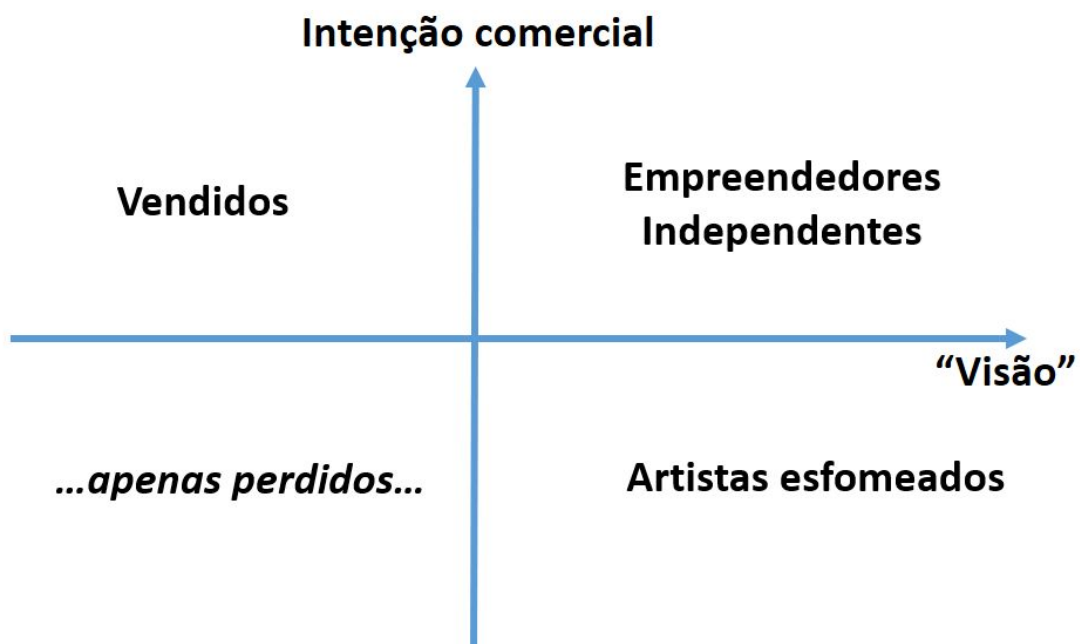 Intenção comercial
Vendidos
Empreendedores
Independentes
“Visão”
...apenas perdidos...
Artistas esfomeados